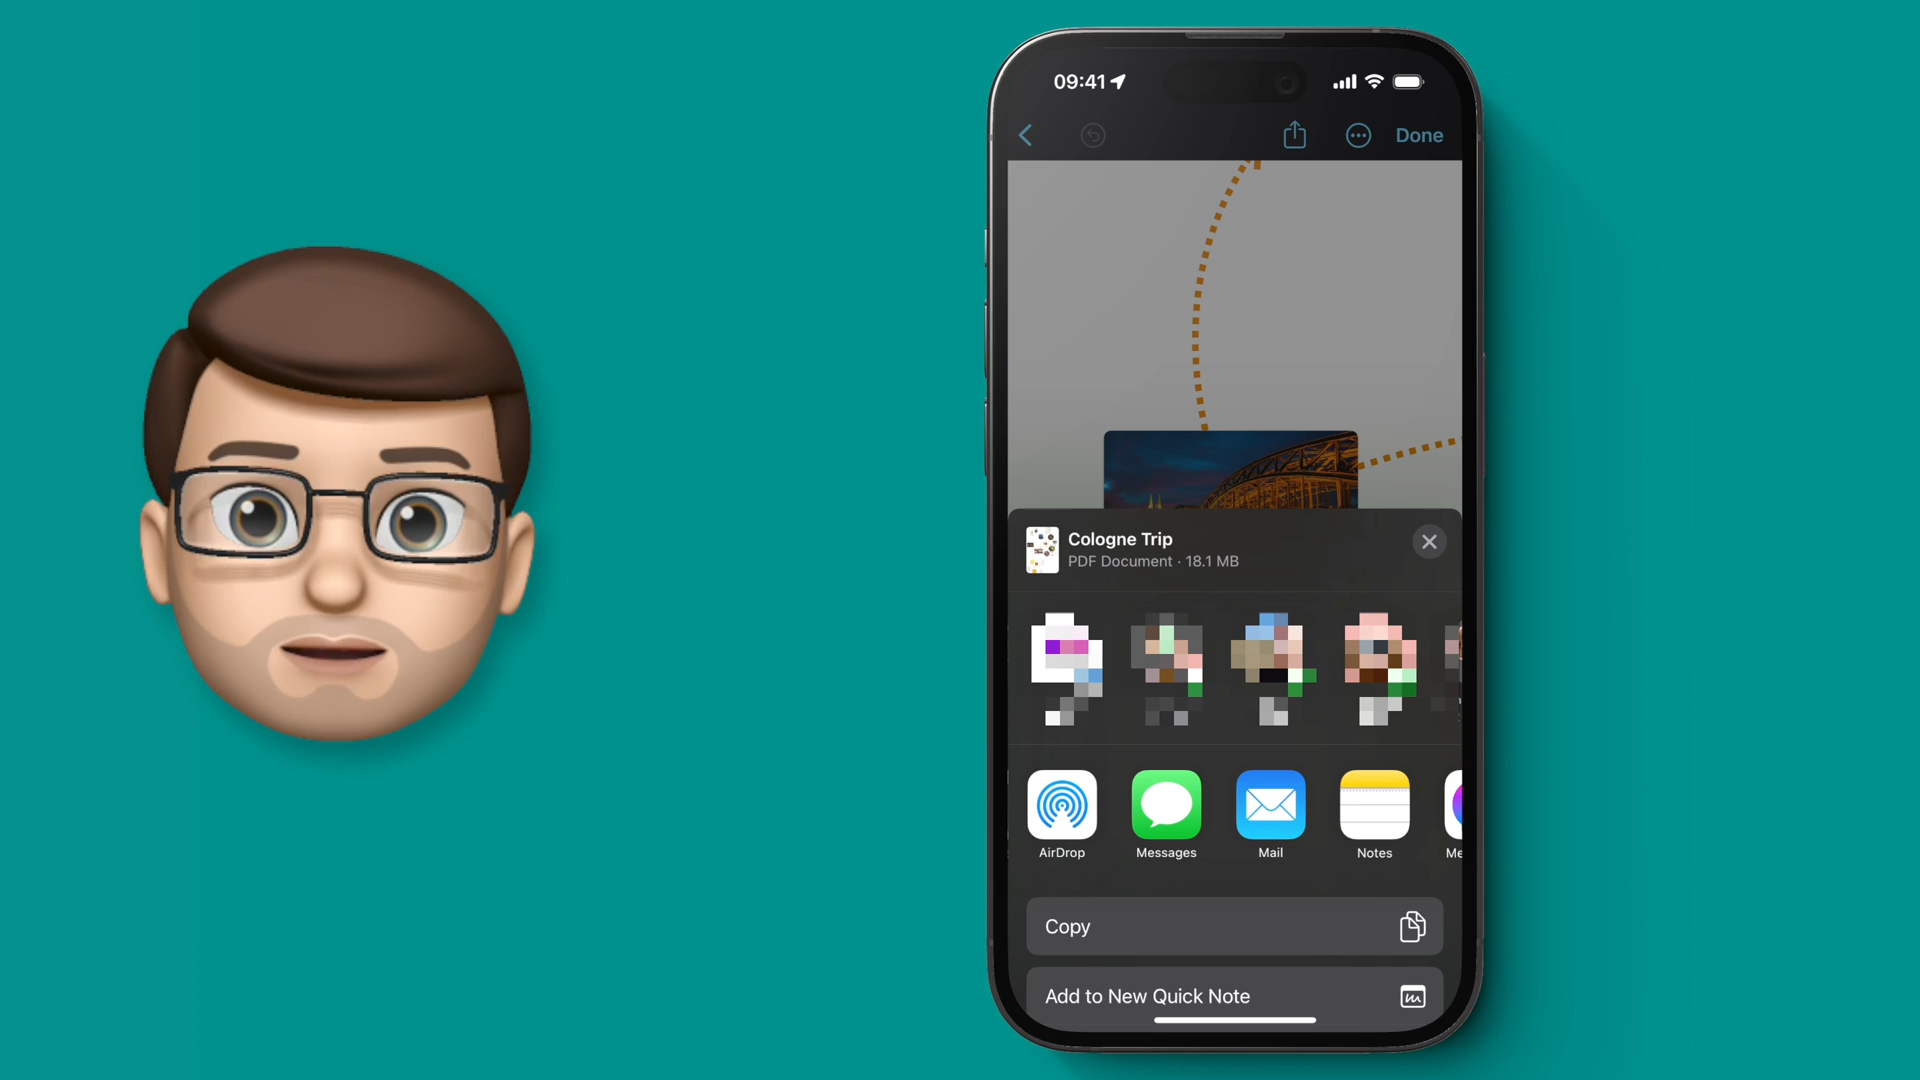 09:41
Done
Cologne Trip
PDF Document · 18.1 MB
AirDrop
Messages
Mail
Notes
Me
Copy
Add to New Quick Note